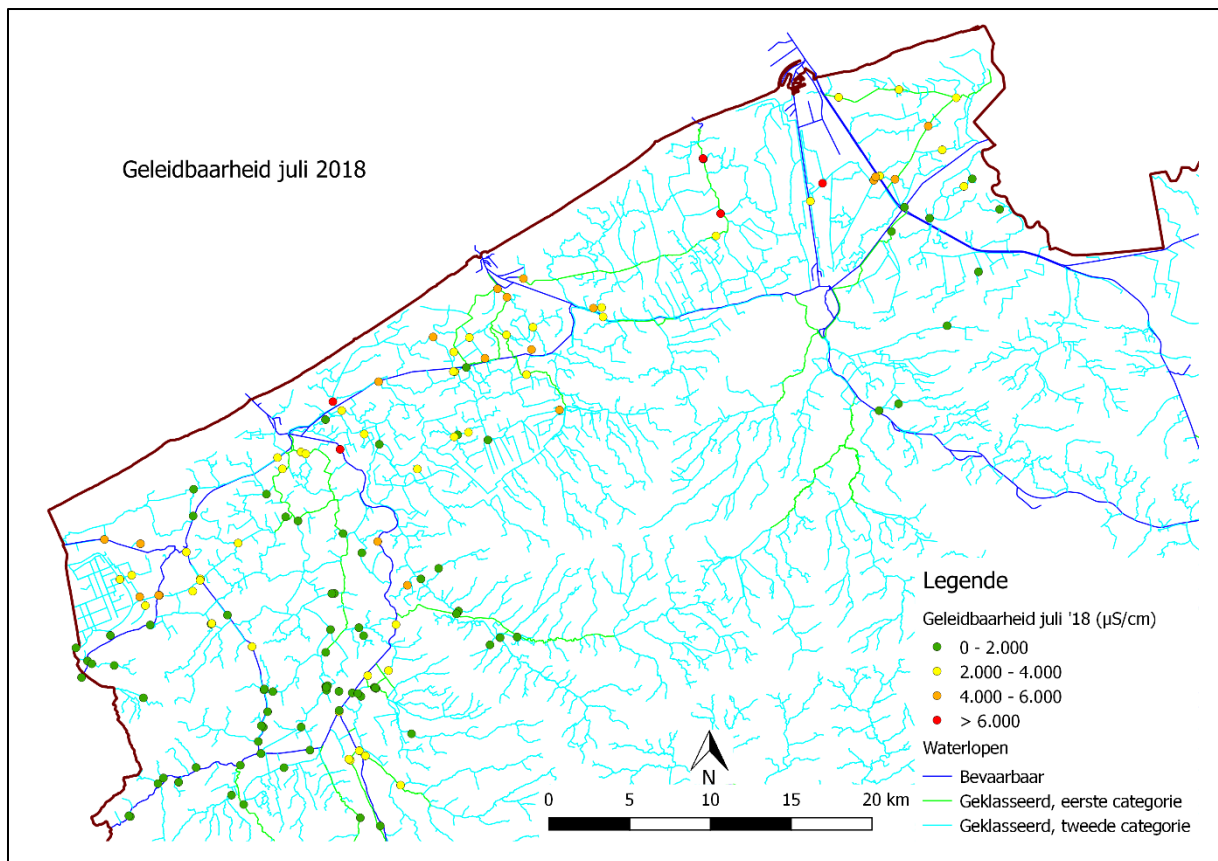 Geleidbaarheid juli 2018
Legende
Geleidbaarheid juli '18 (µS/cm)
0 - 2.000
2.000 - 4.000
4.000 - 6.000
> 6.000
Waterlopen
Bevaarbaar
Geklasseerd, eerste categorie
Geklasseerd, tweede categorie
N
0 5 10 15 20 km